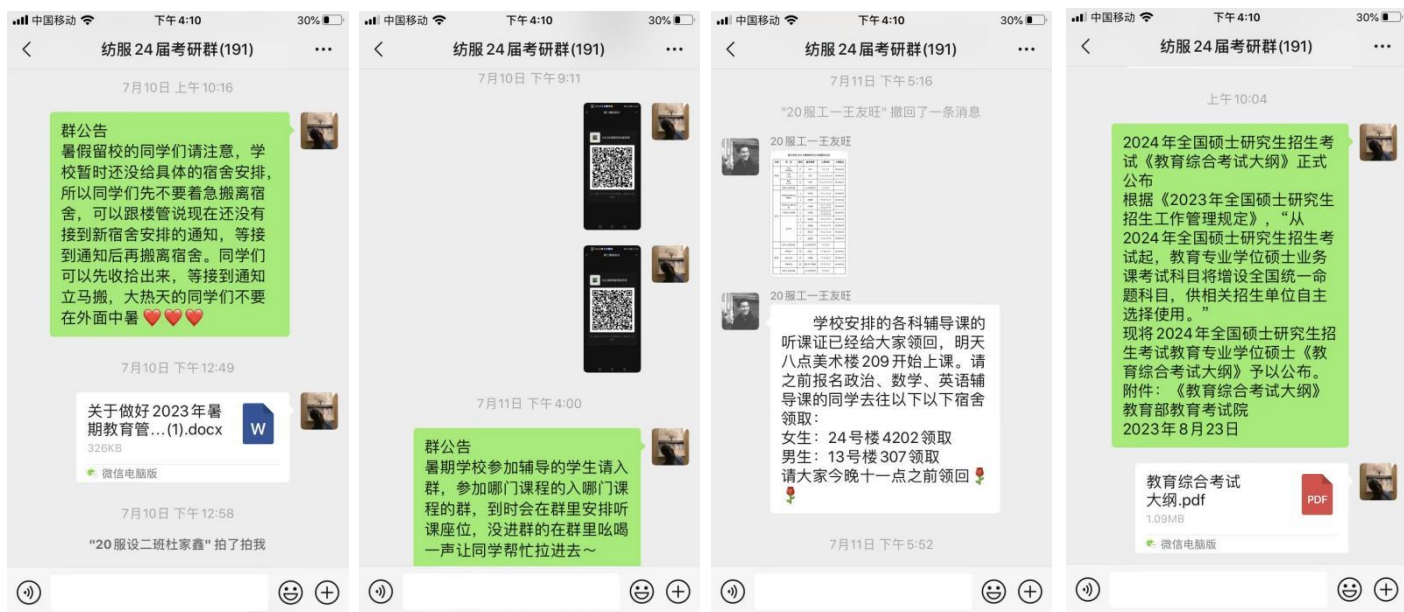 中国移动 下午4:10 30%
纺服24届考研群(191)
7月10日 上午10:16
群公告
暑假留校的同学们请注意，学
校暂时还没给具体的宿舍安排，
所以同学们先不要着急搬离宿
舍，可以跟楼管说现在还没有
接到新宿舍安排的通知，等接
到通知后再搬离宿舍。同学们
可以先收拾出来，等接到通知
立马搬，大热天的同学们不要
在外面中暑❤️❤️❤️
7月10日 下午12:49
关于做好2023年暑
期教育管...(1).docx
W
326KB
微信电脑版
7月10日 下午12:58
"20服设二班杜家鑫" 拍了拍我
中国移动 下午4:10 30%
纺服24届考研群(191)
7月10日 下午9:11
7月11日 下午4:00
群公告
暑期学校参加辅导的学生请入
群，参加哪门课程的入哪门课
程的群，到时会在群里安排听
课座位，没进群的在群里吆喝
一声让同学帮忙拉进去～
中国移动 下午4:10 30%
纺服24届考研群(191)
7月11日 下午5:16
"20服工一王友旺" 撤回了一条消息
20服工一王友旺
20服工一王友旺
学校安排的各科辅导课的
听课证已经给大家领回，明天
八点美术楼209开始上课。请
之前报名政治、数学、英语辅
导课的同学去往以下以下宿舍
领取：
女生：24号楼4202领取
男生：13号楼307领取
请大家今晚十一点之前领回🌹
🌹
7月11日 下午5:52
中国移动 下午4:10 30%
纺服24届考研群(191)
上午10:04
2024年全国硕士研究生招生考
试《教育综合考试大纲》正式
公布
根据《2023年全国硕士研究生
招生工作管理规定》，“从
2024年全国硕士研究生招生考
试起，教育专业学位硕士业务
课考试科目将增设全国统一命
题科目，供相关招生单位自主
选择使用。”
现将2024年全国硕士研究生招
生考试教育专业学位硕士《教
育综合考试大纲》予以公布。
附件：《教育综合考试大纲》
教育部教育考试院
2023年8月23日
教育综合考试
大纲.pdf
PDF
1.09MB
微信电脑版